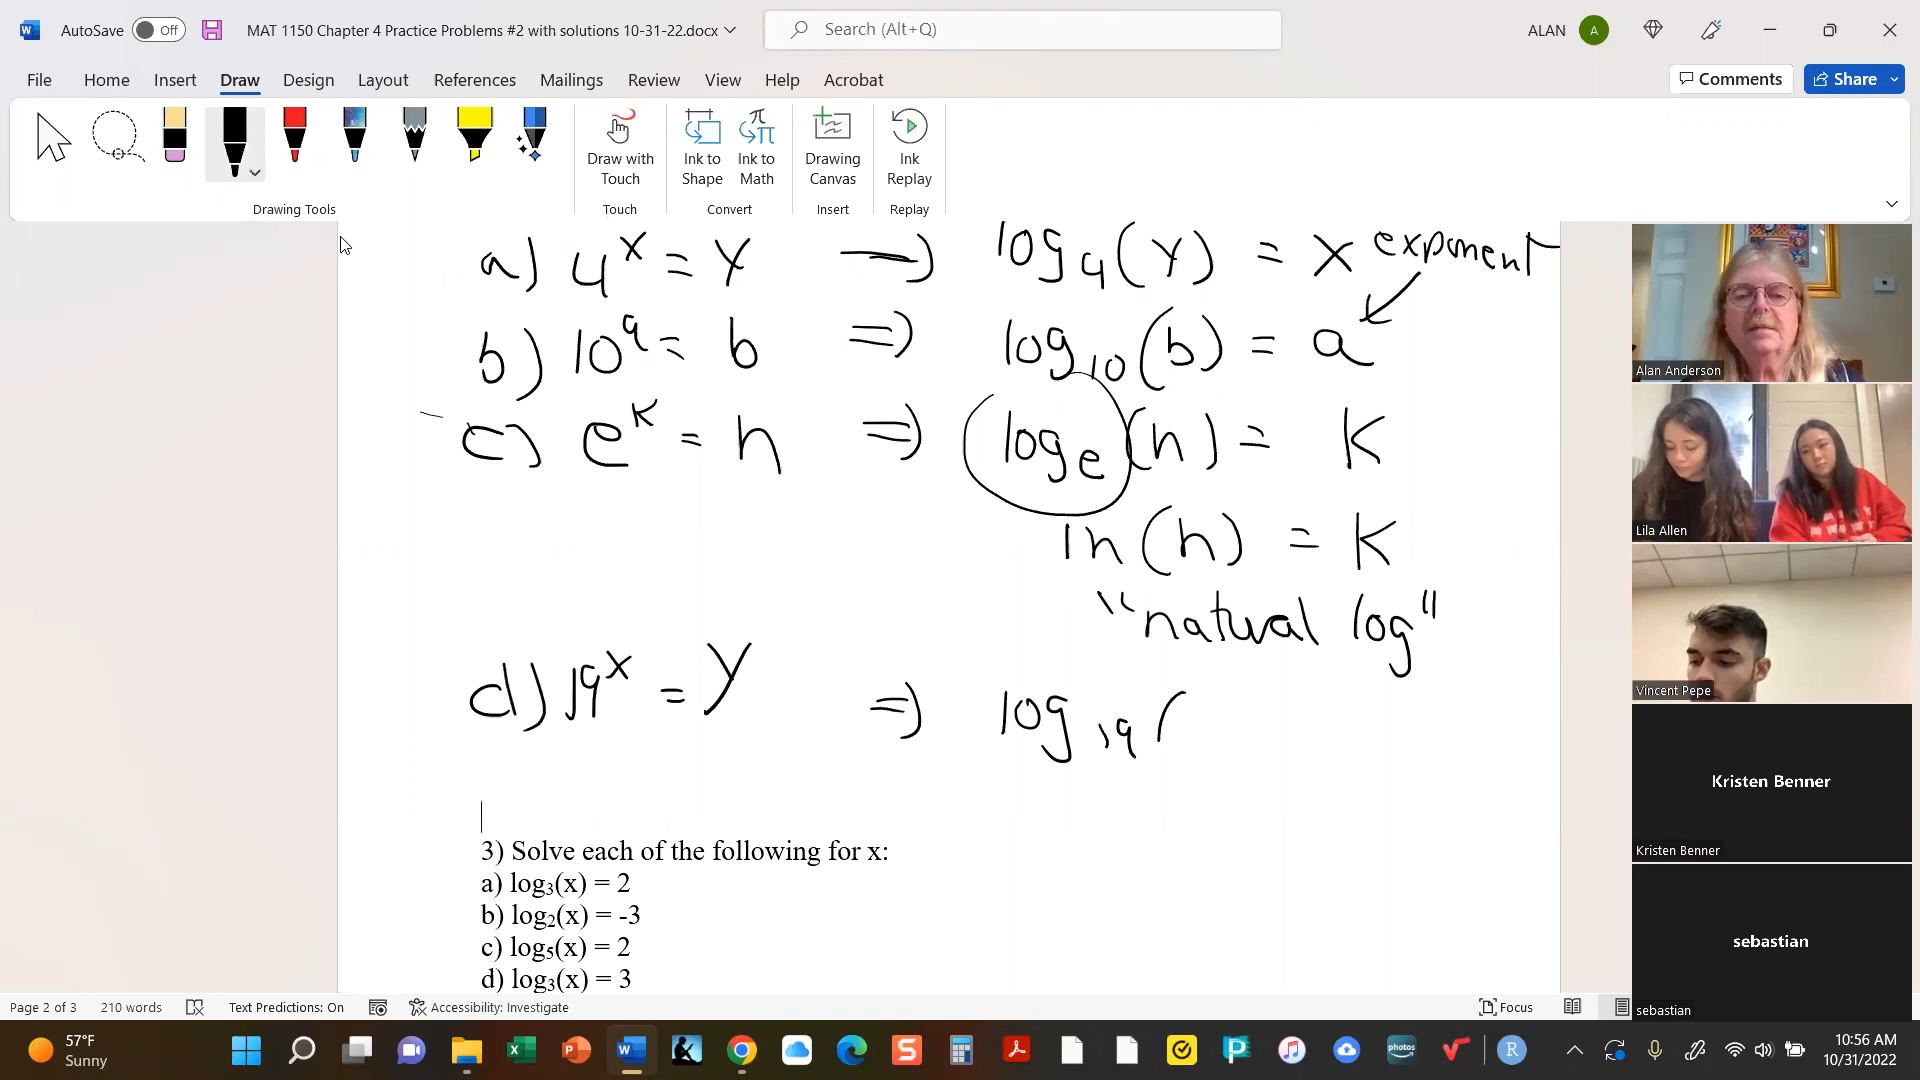 AutoSave Off MAT 1150 Chapter 4 Practice Problems #2 with solutions 10-31-22.docx Search (Alt+Q) ALAN A
File Home Insert Draw Design Layout References Mailings Review View Help Acrobat Comments Share
Draw with Touch
Ink to Shape
Ink to Math
Drawing Canvas
Ink Replay
Drawing Tools Touch Convert Insert Replay
a) 4^x = y ⇒ log_4(y) = x exponent
b) 10^a = b ⇒ log_10(b) = a
c) e^k = n ⇒ log_e(n) = k
ln(n) = k
"natural log"
d) 19^x = y ⇒ log_19(
3) Solve each of the following for x:
a) log₃(x) = 2
b) log₂(x) = -3
c) log₅(x) = 2
d) log₃(x) = 3
Alan Anderson
Lila Allen
Vincent Pepe
Kristen Benner
Kristen Benner
sebastian
sebastian
Page 2 of 3 210 words Text Predictions: On Accessibility: Investigate Focus
57°F
Sunny
photos
R
10:56 AM
10/31/2022